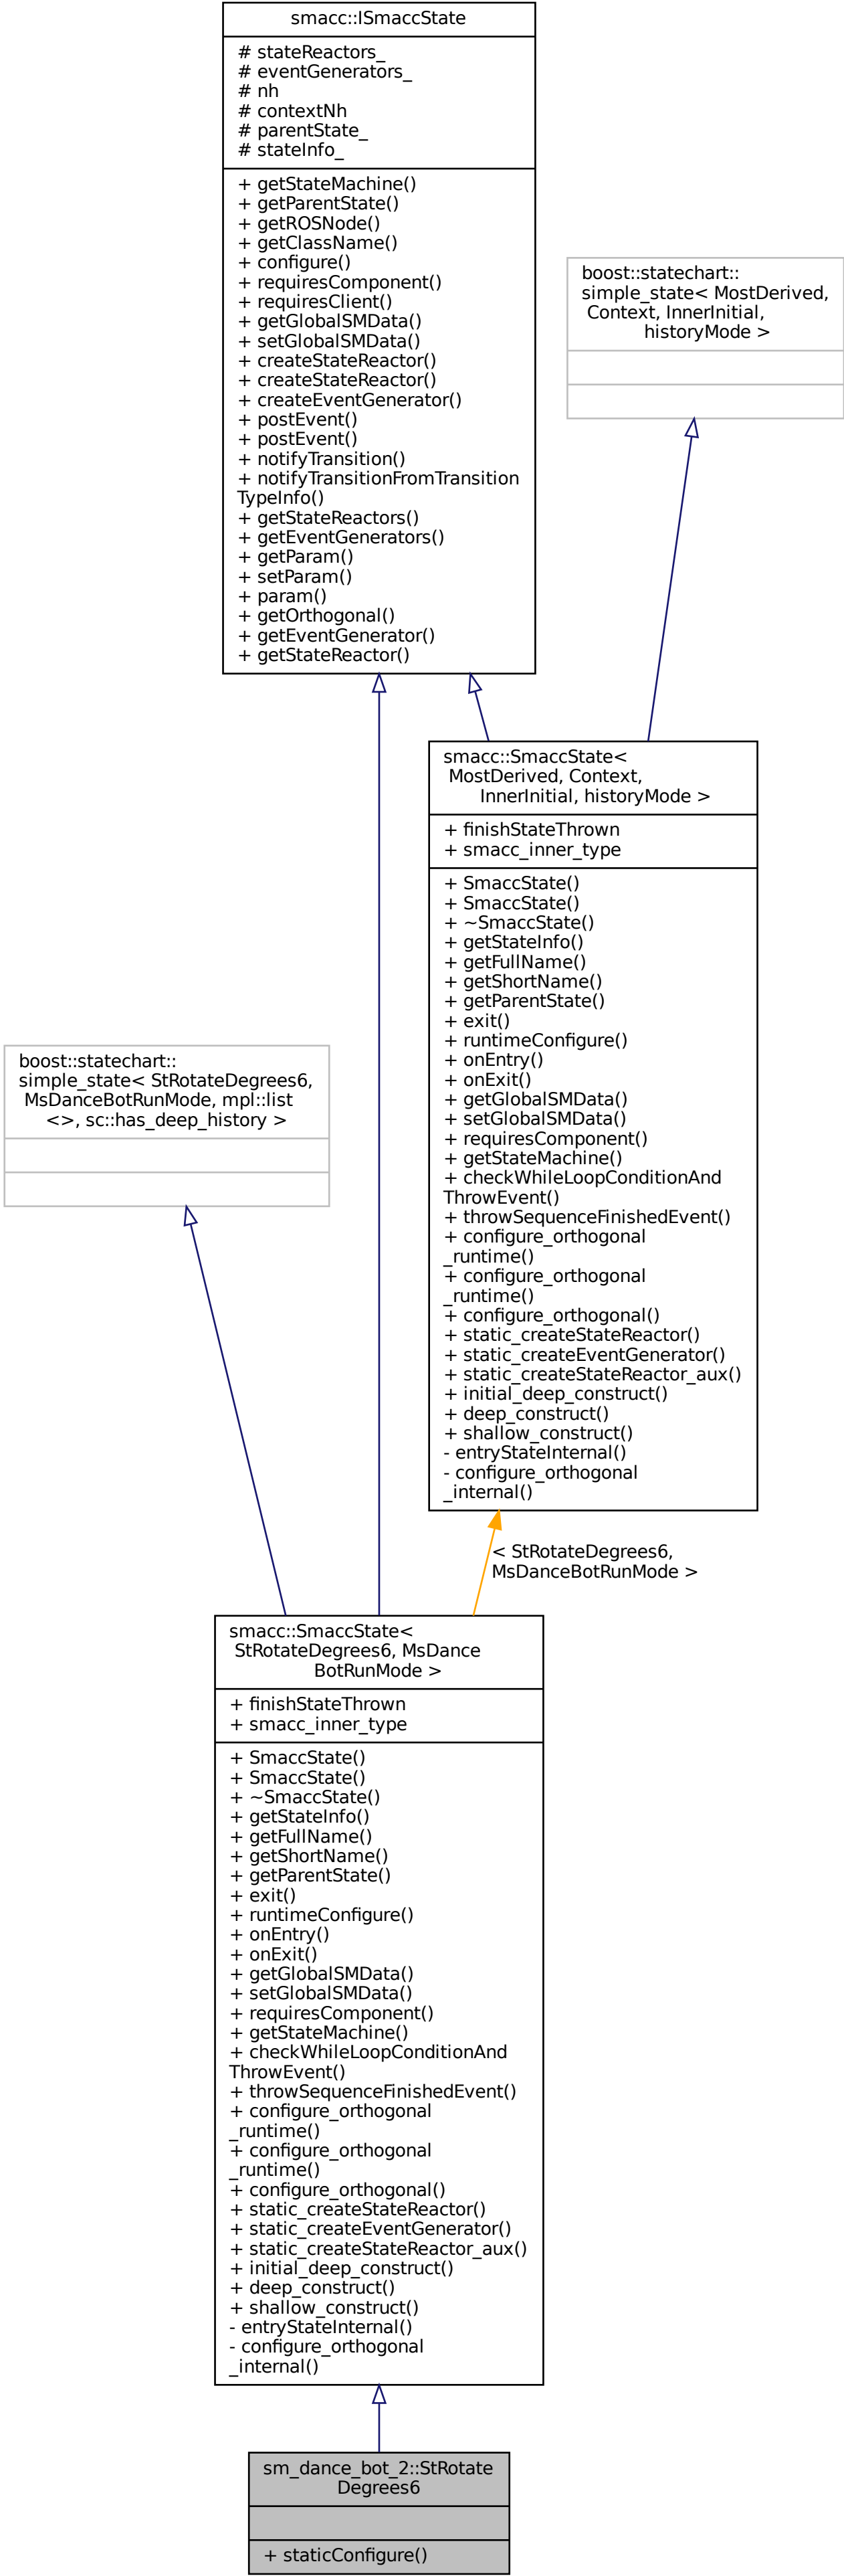 smacc::ISmaccState
# stateReactors_
# eventGenerators_
# nh
# contextNh
# parentState_
# stateInfo_
+ getStateMachine()
+ getParentState()
+ getROSNode()
+ getClassName()
+ configure()
+ requiresComponent()
+ requiresClient()
+ getGlobalSMData()
+ setGlobalSMData()
+ createStateReactor()
+ createStateReactor()
+ createEventGenerator()
+ postEvent()
+ postEvent()
+ notifyTransition()
+ notifyTransitionFromTransition
TypeInfo()
+ getStateReactors()
+ getEventGenerators()
+ getParam()
+ setParam()
+ param()
+ getOrthogonal()
+ getEventGenerator()
+ getStateReactor()
boost::statechart::
simple_state< MostDerived,
Context, InnerInitial,
historyMode >
smacc::SmaccState<
MostDerived, Context,
InnerInitial, historyMode >
+ finishStateThrown
+ smacc_inner_type
+ SmaccState()
+ SmaccState()
+ ~SmaccState()
+ getStateInfo()
+ getFullName()
+ getShortName()
+ getParentState()
+ exit()
+ runtimeConfigure()
+ onEntry()
+ onExit()
+ getGlobalSMData()
+ setGlobalSMData()
+ requiresComponent()
+ getStateMachine()
+ checkWhileLoopConditionAnd
ThrowEvent()
+ throwSequenceFinishedEvent()
+ configure_orthogonal
_runtime()
+ configure_orthogonal
_runtime()
+ configure_orthogonal()
+ static_createStateReactor()
+ static_createEventGenerator()
+ static_createStateReactor_aux()
+ initial_deep_construct()
+ deep_construct()
+ shallow_construct()
- entryStateInternal()
- configure_orthogonal
_internal()
boost::statechart::
simple_state< StRotateDegrees6,
MsDanceBotRunMode, mpl::list
<>, sc::has_deep_history >
< StRotateDegrees6,
MsDanceBotRunMode >
smacc::SmaccState<
StRotateDegrees6, MsDance
BotRunMode >
+ finishStateThrown
+ smacc_inner_type
+ SmaccState()
+ SmaccState()
+ ~SmaccState()
+ getStateInfo()
+ getFullName()
+ getShortName()
+ getParentState()
+ exit()
+ runtimeConfigure()
+ onEntry()
+ onExit()
+ getGlobalSMData()
+ setGlobalSMData()
+ requiresComponent()
+ getStateMachine()
+ checkWhileLoopConditionAnd
ThrowEvent()
+ throwSequenceFinishedEvent()
+ configure_orthogonal
_runtime()
+ configure_orthogonal
_runtime()
+ configure_orthogonal()
+ static_createStateReactor()
+ static_createEventGenerator()
+ static_createStateReactor_aux()
+ initial_deep_construct()
+ deep_construct()
+ shallow_construct()
- entryStateInternal()
- configure_orthogonal
_internal()
sm_dance_bot_2::StRotate
Degrees6
+ staticConfigure()